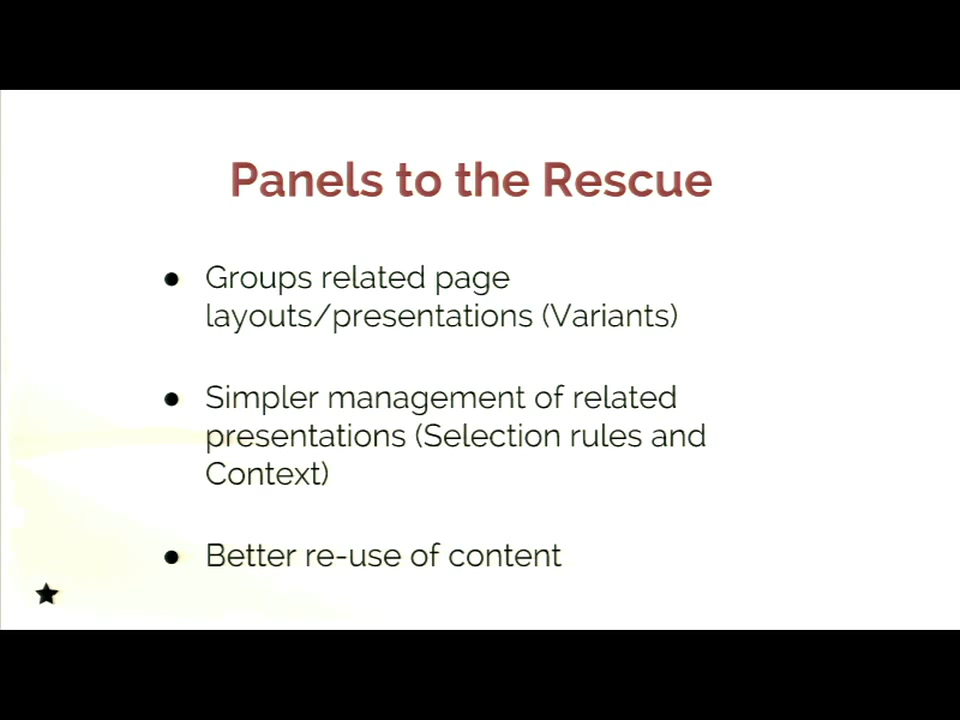 Panels to the Rescue
● Groups related page
layouts/presentations (Variants)
● Simpler management of related
presentations (Selection rules and
Context)
● Better re-use of content